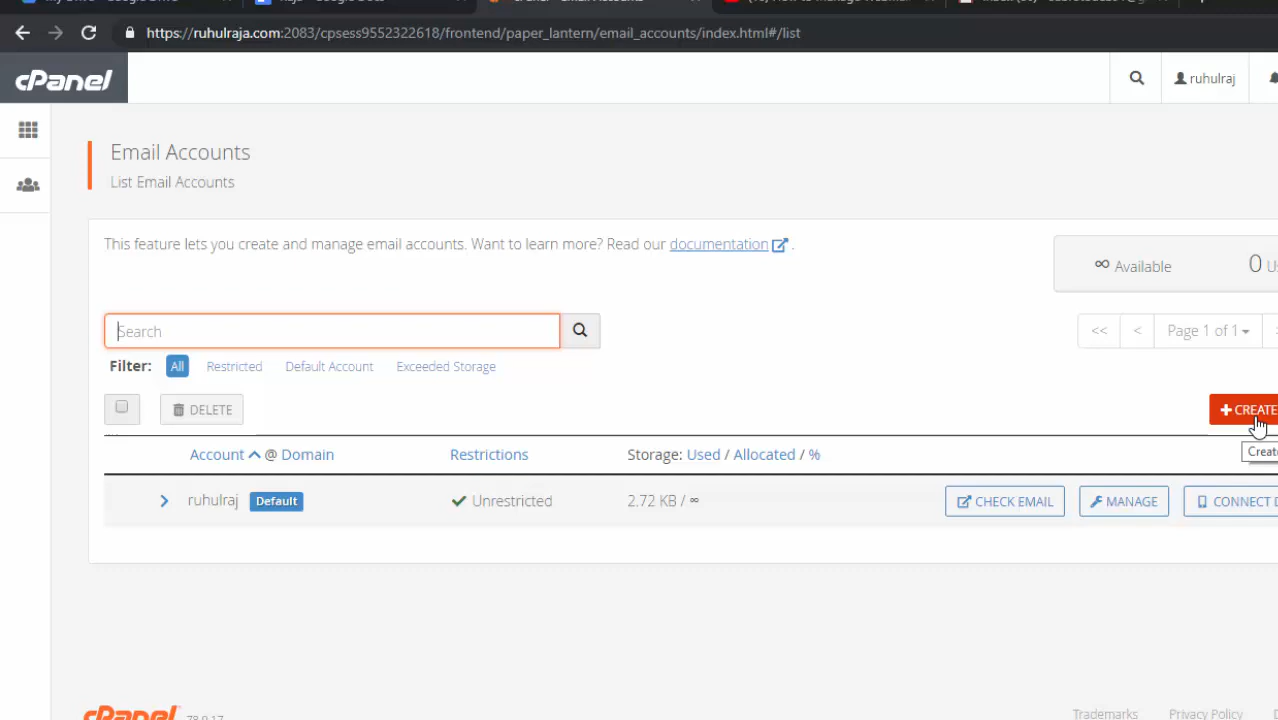 https://ruhulraja.com:2083/cpsess9552322618/frontend/paper_lantern/email_accounts/index.html#/list
cPanel
ruhulraj
Email Accounts
List Email Accounts
This feature lets you create and manage email accounts. Want to learn more? Read our documentation .
∞ Available
0
Search
<< < Page 1 of 1
Filter: All Restricted Default Account Exceeded Storage
DELETE
+ CREATE
Account @ Domain Restrictions Storage: Used / Allocated / %
ruhulraj Default Unrestricted 2.72 KB / ∞ CHECK EMAIL MANAGE CONNECT
cPanel
Trademarks Privacy Policy